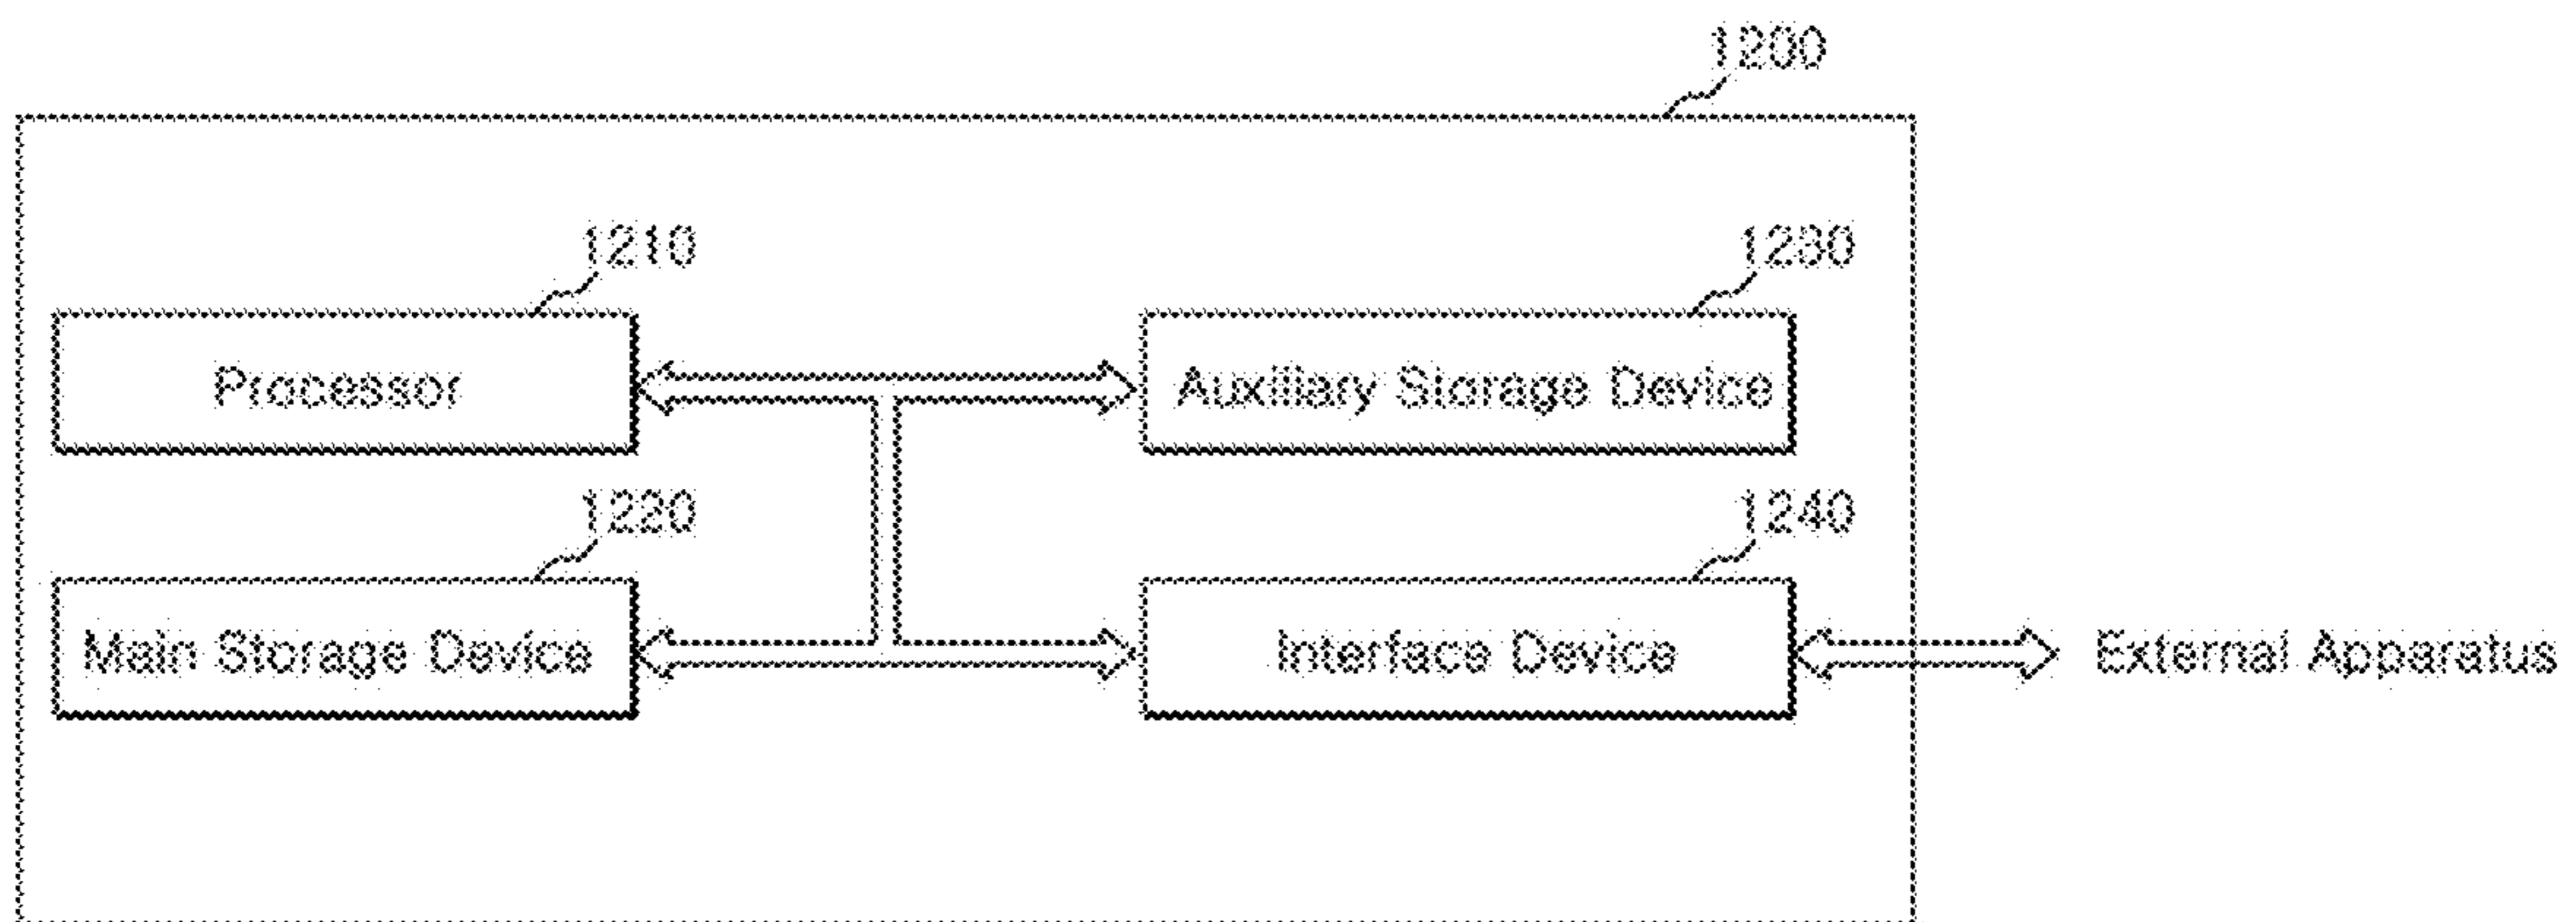 1200
1210
1230
Processor
Auxiliary Storage Device
1220
1240
Main Storage Device
Interface Device
External Apparatus